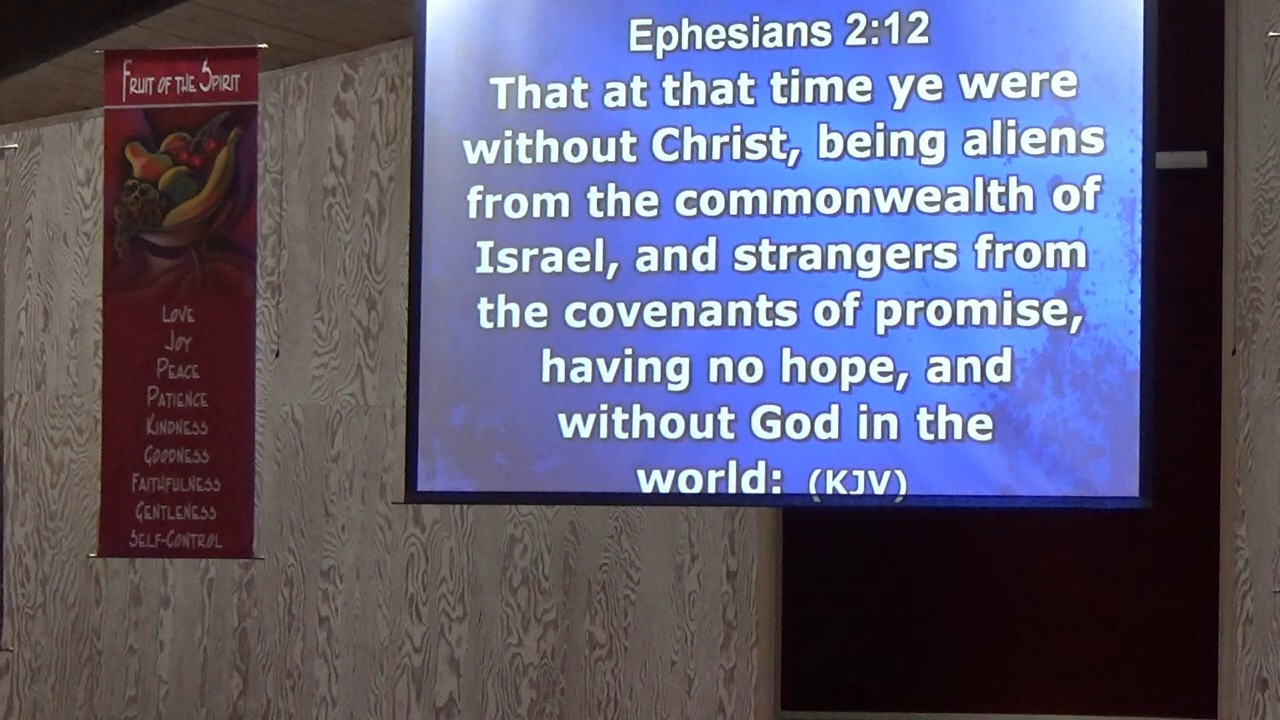 FRUIT OF THE SPIRIT
LOVE
JOY
PEACE
PATIENCE
KINDNESS
GOODNESS
FAITHFULNESS
GENTLENESS
SELF-CONTROL
Ephesians 2:12
That at that time ye were
without Christ, being aliens
from the commonwealth of
Israel, and strangers from
the covenants of promise,
having no hope, and
without God in the
world: (KJV)